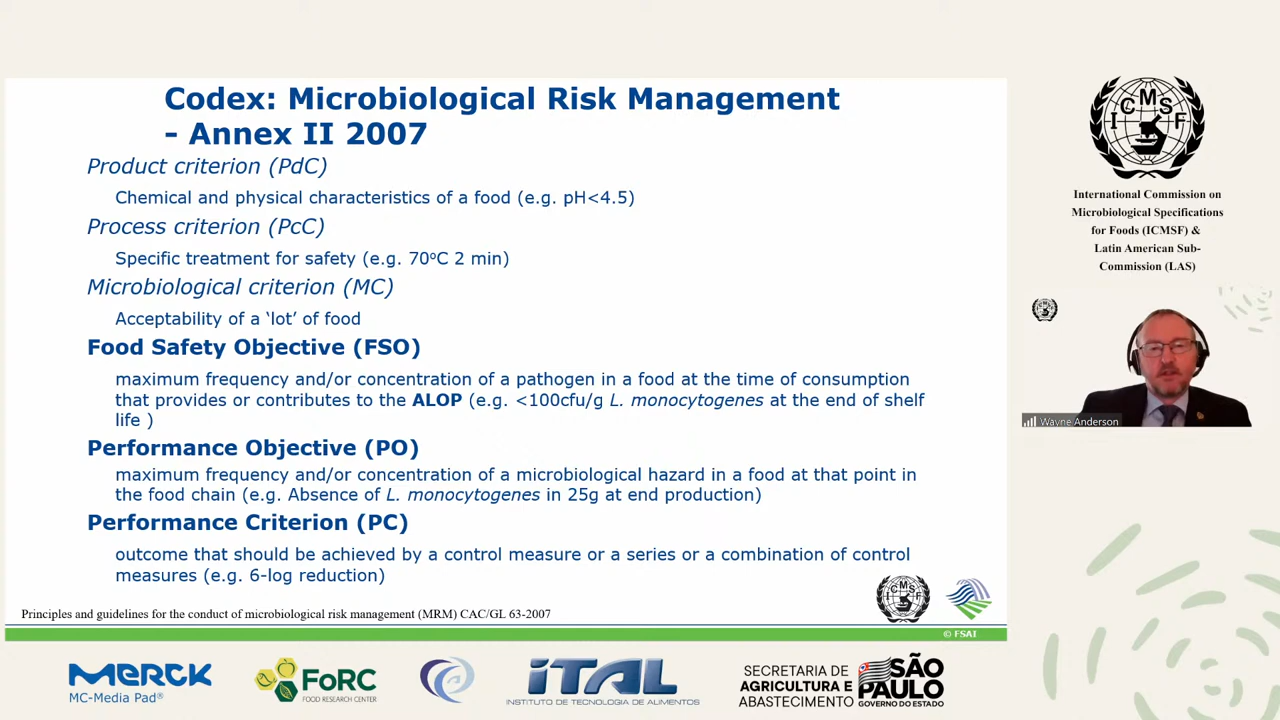 Codex: Microbiological Risk Management
- Annex II 2007
Product criterion (PdC)
Chemical and physical characteristics of a food (e.g. pH<4.5)
Process criterion (PcC)
Specific treatment for safety (e.g. 70°C 2 min)
Microbiological criterion (MC)
Acceptability of a ‘lot’ of food
Food Safety Objective (FSO)
maximum frequency and/or concentration of a pathogen in a food at the time of consumption
that provides or contributes to the ALOP (e.g. <100cfu/g L. monocytogenes at the end of shelf
life )
Performance Objective (PO)
maximum frequency and/or concentration of a microbiological hazard in a food at that point in
the food chain (e.g. Absence of L. monocytogenes in 25g at end production)
Performance Criterion (PC)
outcome that should be achieved by a control measure or a series or a combination of control
measures (e.g. 6-log reduction)
Principles and guidelines for the conduct of microbiological risk management (MRM) CAC/GL 63-2007
© FSAI
ICMSF
International Commission on
Microbiological Specifications
for Foods (ICMSF) &
Latin American Sub-
Commission (LAS)
Wayne Anderson
MERCK
MC-Media Pad®
FoRC
FOOD RESEARCH CENTER
iTAL
INSTITUTO DE TECNOLOGIA DE ALIMENTOS
SECRETARIA DE
AGRICULTURA E
ABASTECIMENTO
SÃO
PAULO
GOVERNO DO ESTADO